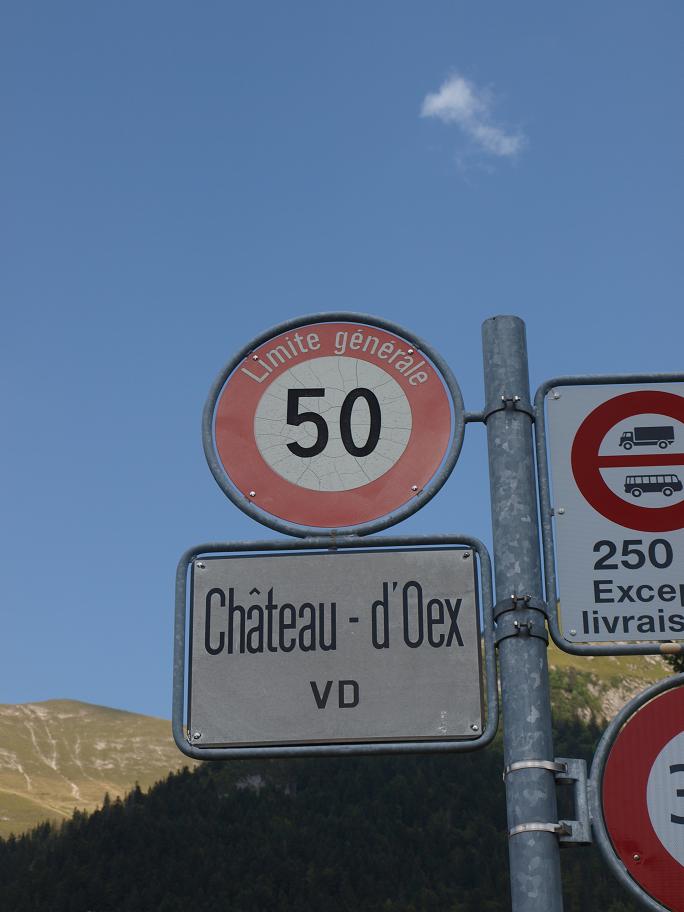 Limite générale
50
Château - d'Oex
VD
250